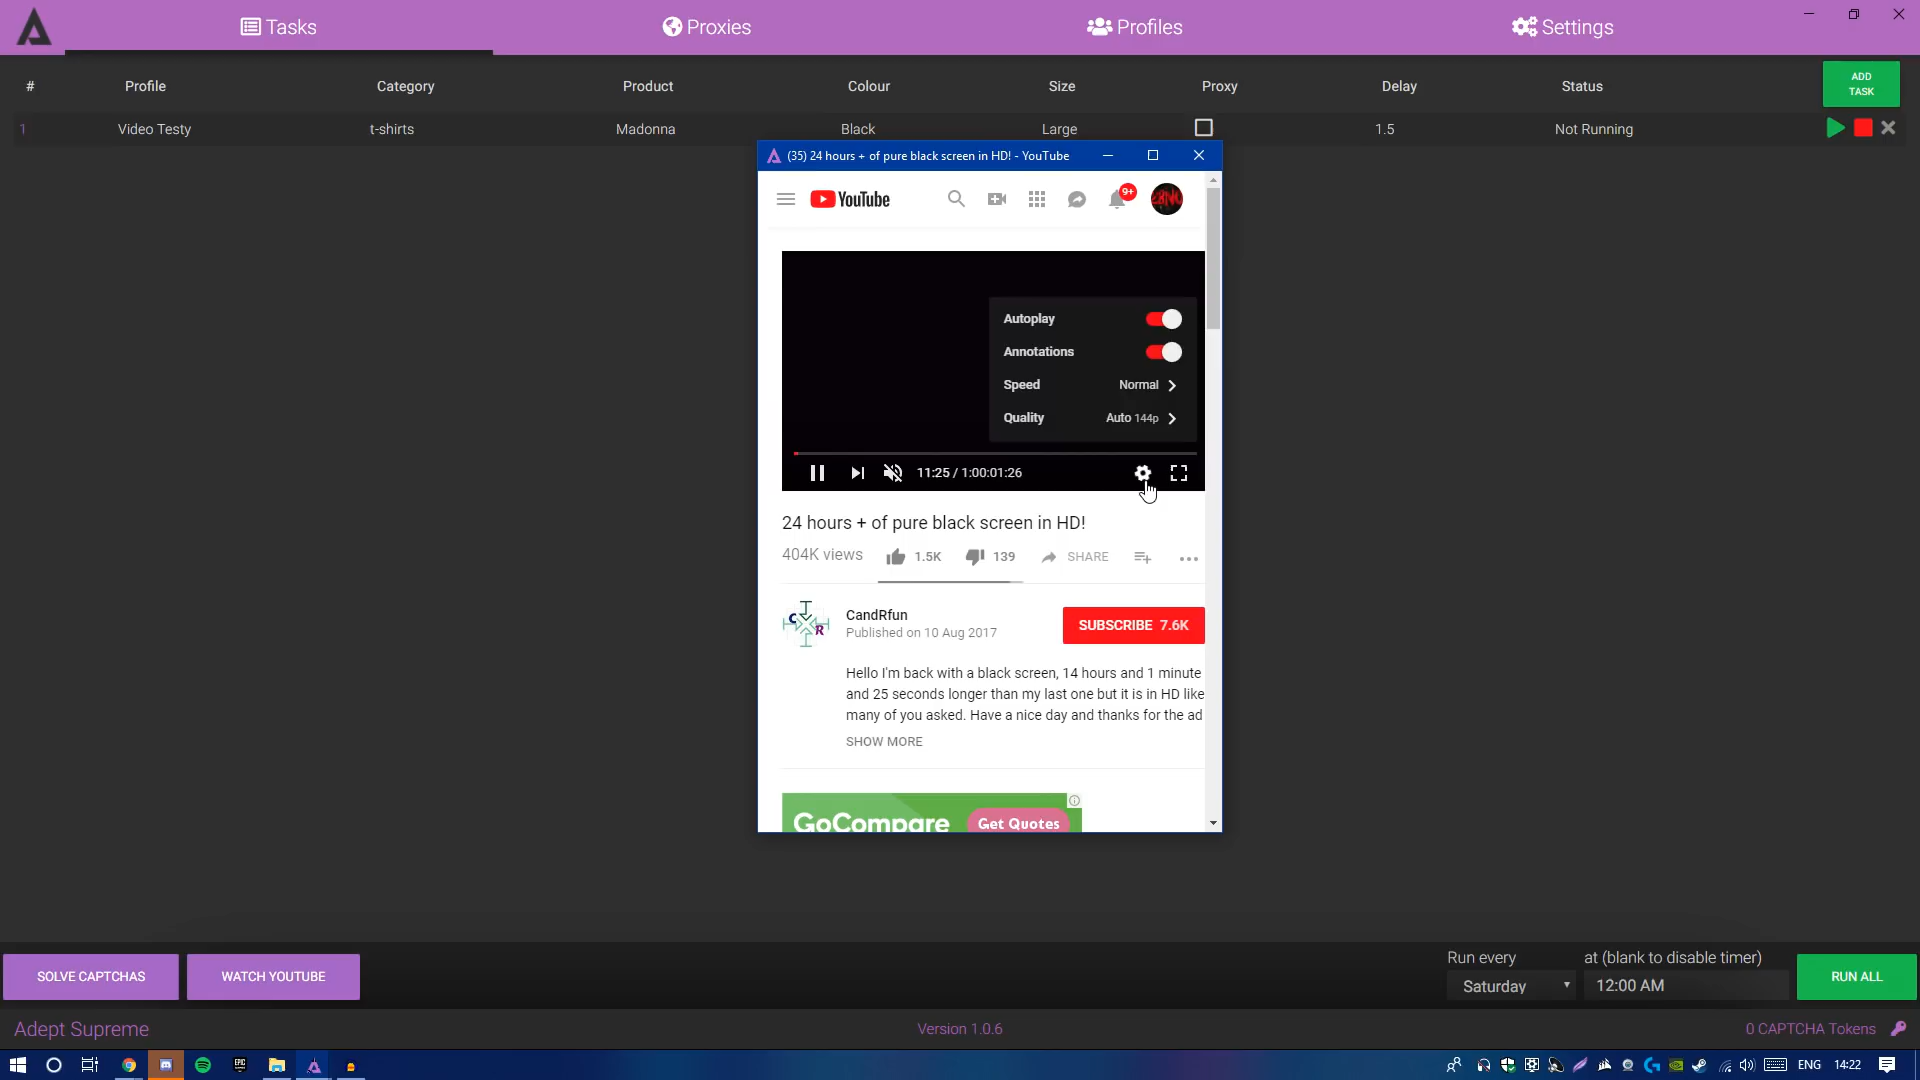 Tasks
Proxies
Profiles
Settings
# Profile Category Product Colour Size Proxy Delay Status
ADD
TASK
1 Video Testy t-shirts Madonna Black Large 1.5 Not Running
(35) 24 hours + of pure black screen in HD! - YouTube
YouTube
9+
Autoplay
Annotations
Speed Normal
Quality Auto 144p
11:25 / 1:00:01:26
24 hours + of pure black screen in HD!
404K views 1.5K 139 SHARE
CandRfun
Published on 10 Aug 2017
SUBSCRIBE 7.6K
Hello I'm back with a black screen, 14 hours and 1 minute
and 25 seconds longer than my last one but it is in HD like
many of you asked. Have a nice day and thanks for the ad
SHOW MORE
GoCompare Get Quotes
SOLVE CAPTCHAS
WATCH YOUTUBE
Run every at (blank to disable timer)
Saturday 12:00 AM
RUN ALL
Adept Supreme Version 1.0.6 0 CAPTCHA Tokens
EPIC
ENG 14:22